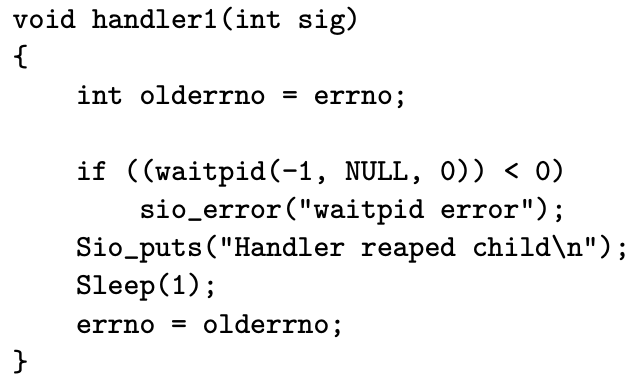 void handler1(int sig)
{
    int olderrno = errno;

    if ((waitpid(-1, NULL, 0)) < 0)
        sio_error("waitpid error");
    Sio_puts("Handler reaped child\n");
    Sleep(1);
    errno = olderrno;
}